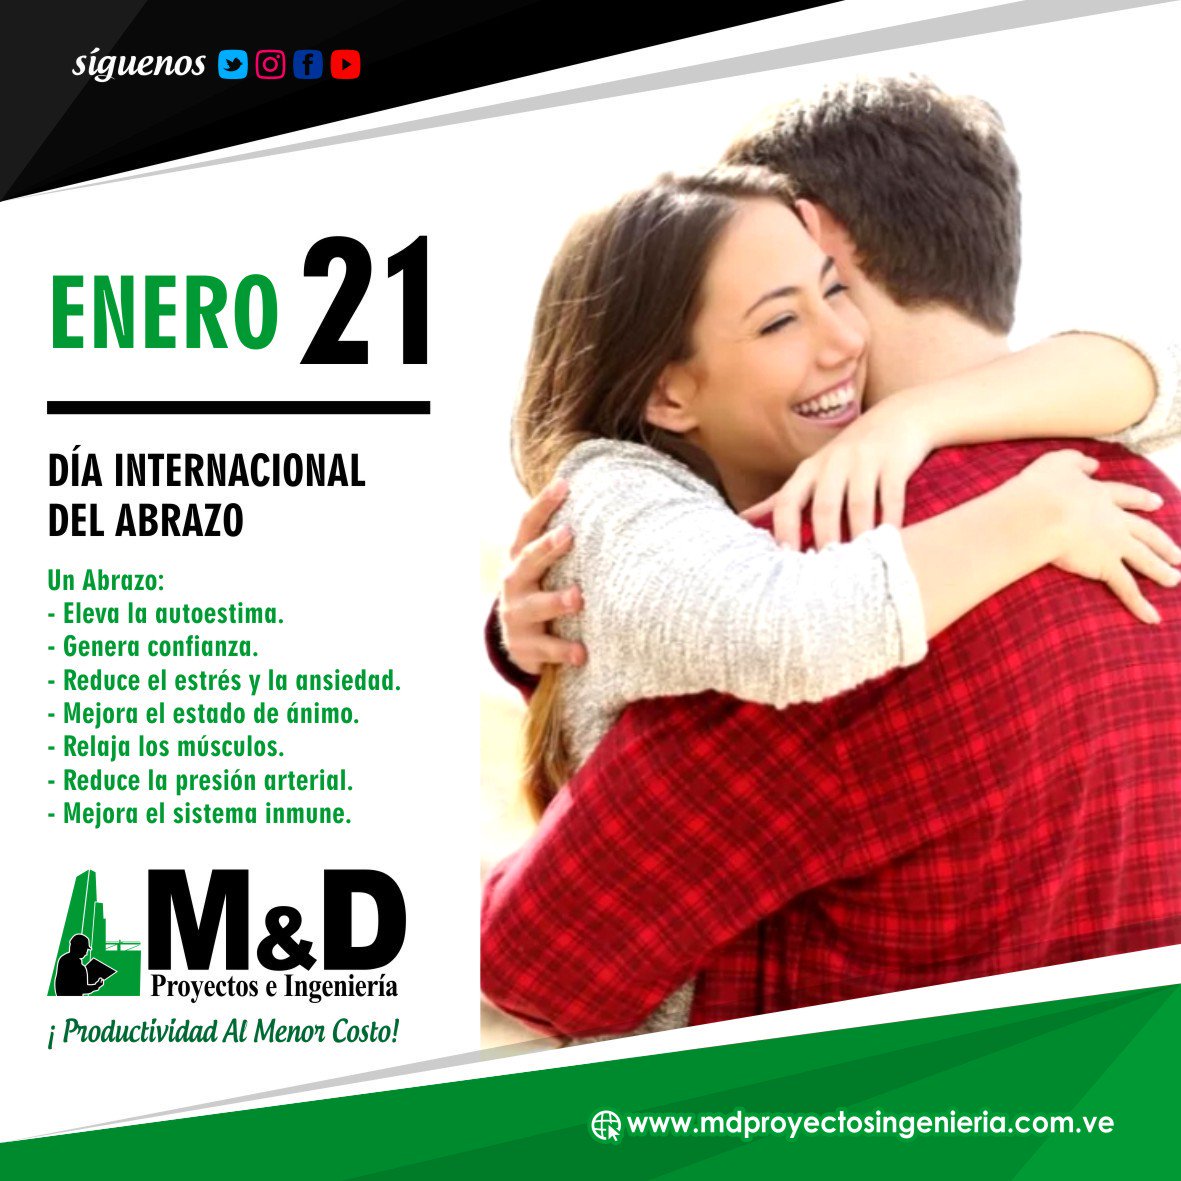 síguenos
ENERO 21
DÍA INTERNACIONAL
DEL ABRAZO
Un Abrazo:
- Eleva la autoestima.
- Genera confianza.
- Reduce el estrés y la ansiedad.
- Mejora el estado de ánimo.
- Relaja los músculos.
- Reduce la presión arterial.
- Mejora el sistema inmune.
M&D
Proyectos e Ingeniería
¡ Productividad Al Menor Costo!
www.mdproyectosingenieria.com.ve